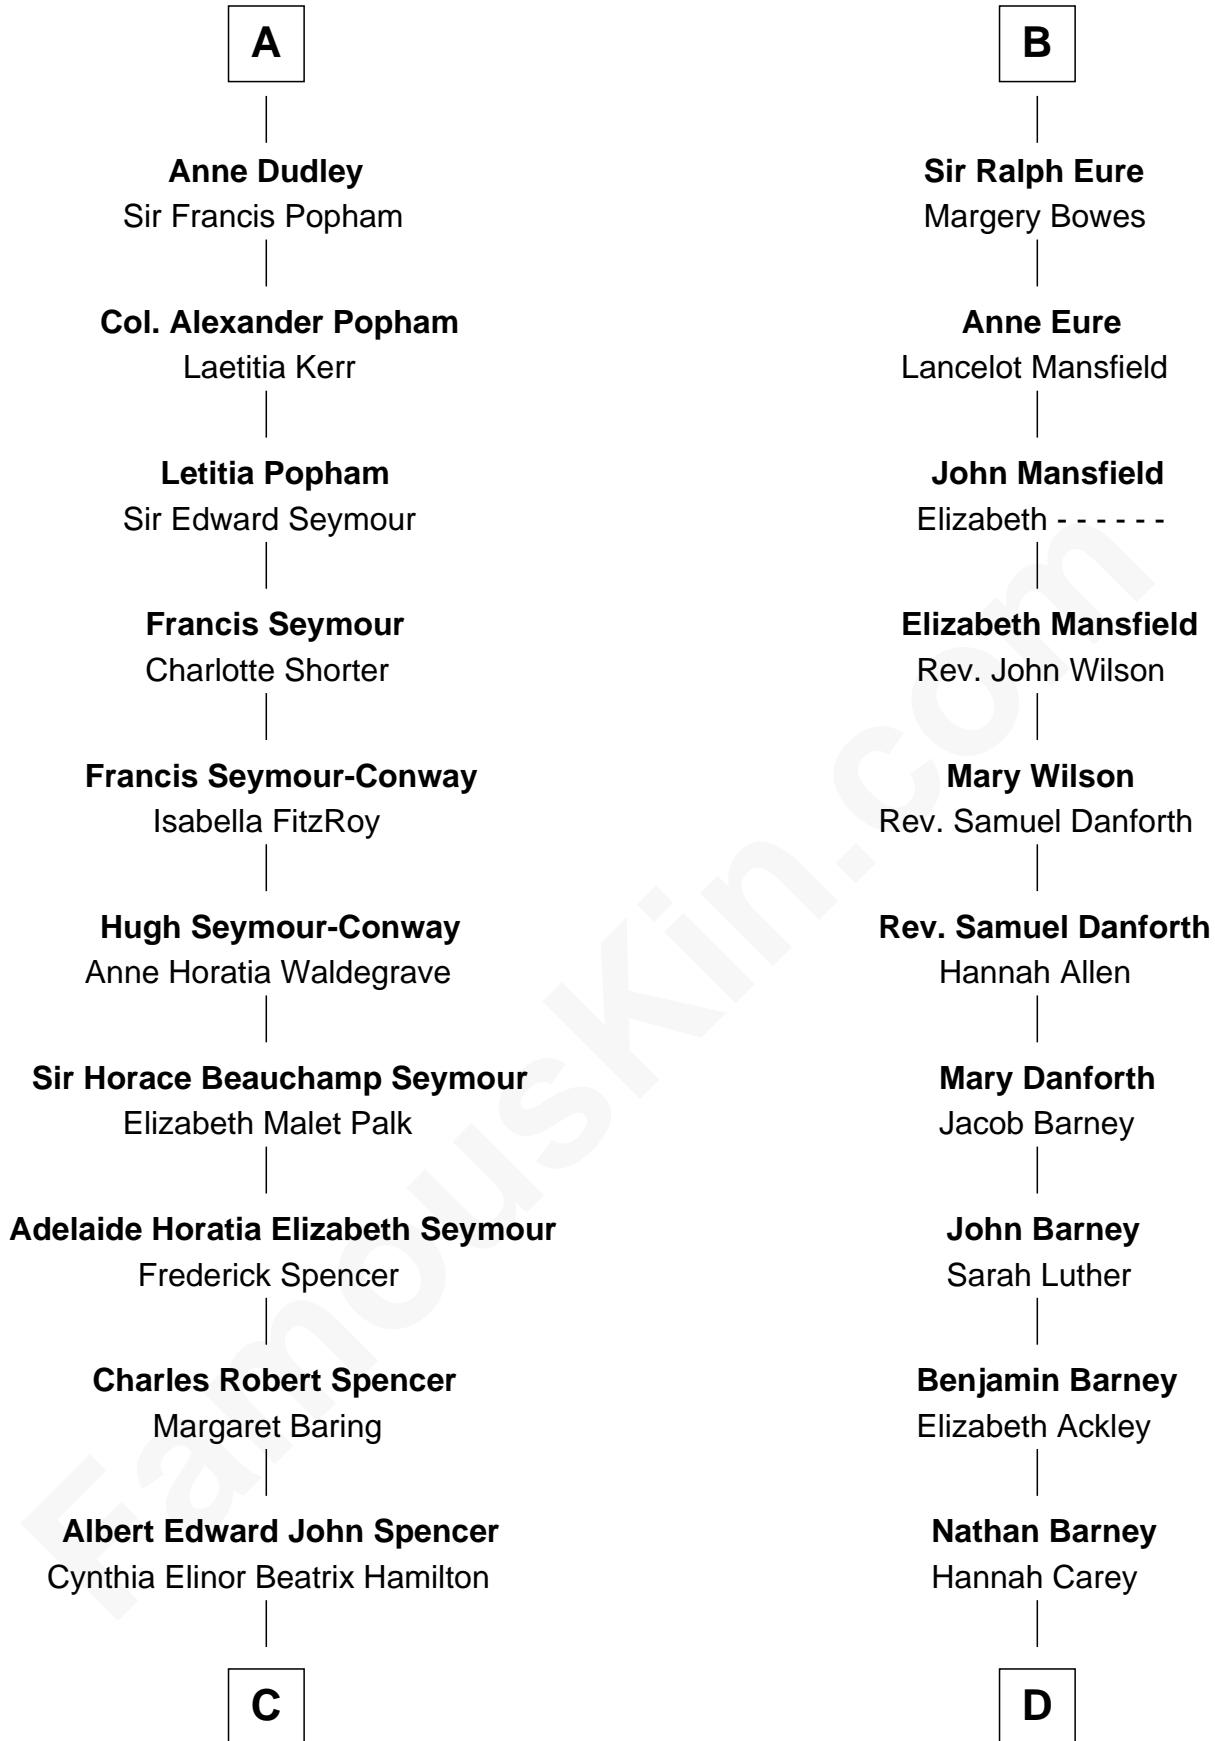 A
Anne Dudley
Sir Francis Popham
Col. Alexander Popham
Laetitia Kerr
Letitia Popham
Sir Edward Seymour
Francis Seymour
Charlotte Shorter
Francis Seymour-Conway
Isabella FitzRoy
Hugh Seymour-Conway
Anne Horatia Waldegrave
Sir Horace Beauchamp Seymour
Elizabeth Malet Palk
Adelaide Horatia Elizabeth Seymour
Frederick Spencer
Charles Robert Spencer
Margaret Baring
Albert Edward John Spencer
Cynthia Elinor Beatrix Hamilton
C
B
Sir Ralph Eure
Margery Bowes
Anne Eure
Lancelot Mansfield
John Mansfield
Elizabeth - - - - - -
Elizabeth Mansfield
Rev. John Wilson
Mary Wilson
Rev. Samuel Danforth
Rev. Samuel Danforth
Hannah Allen
Mary Danforth
Jacob Barney
John Barney
Sarah Luther
Benjamin Barney
Elizabeth Ackley
Nathan Barney
Hannah Carey
D
FamousKin.com